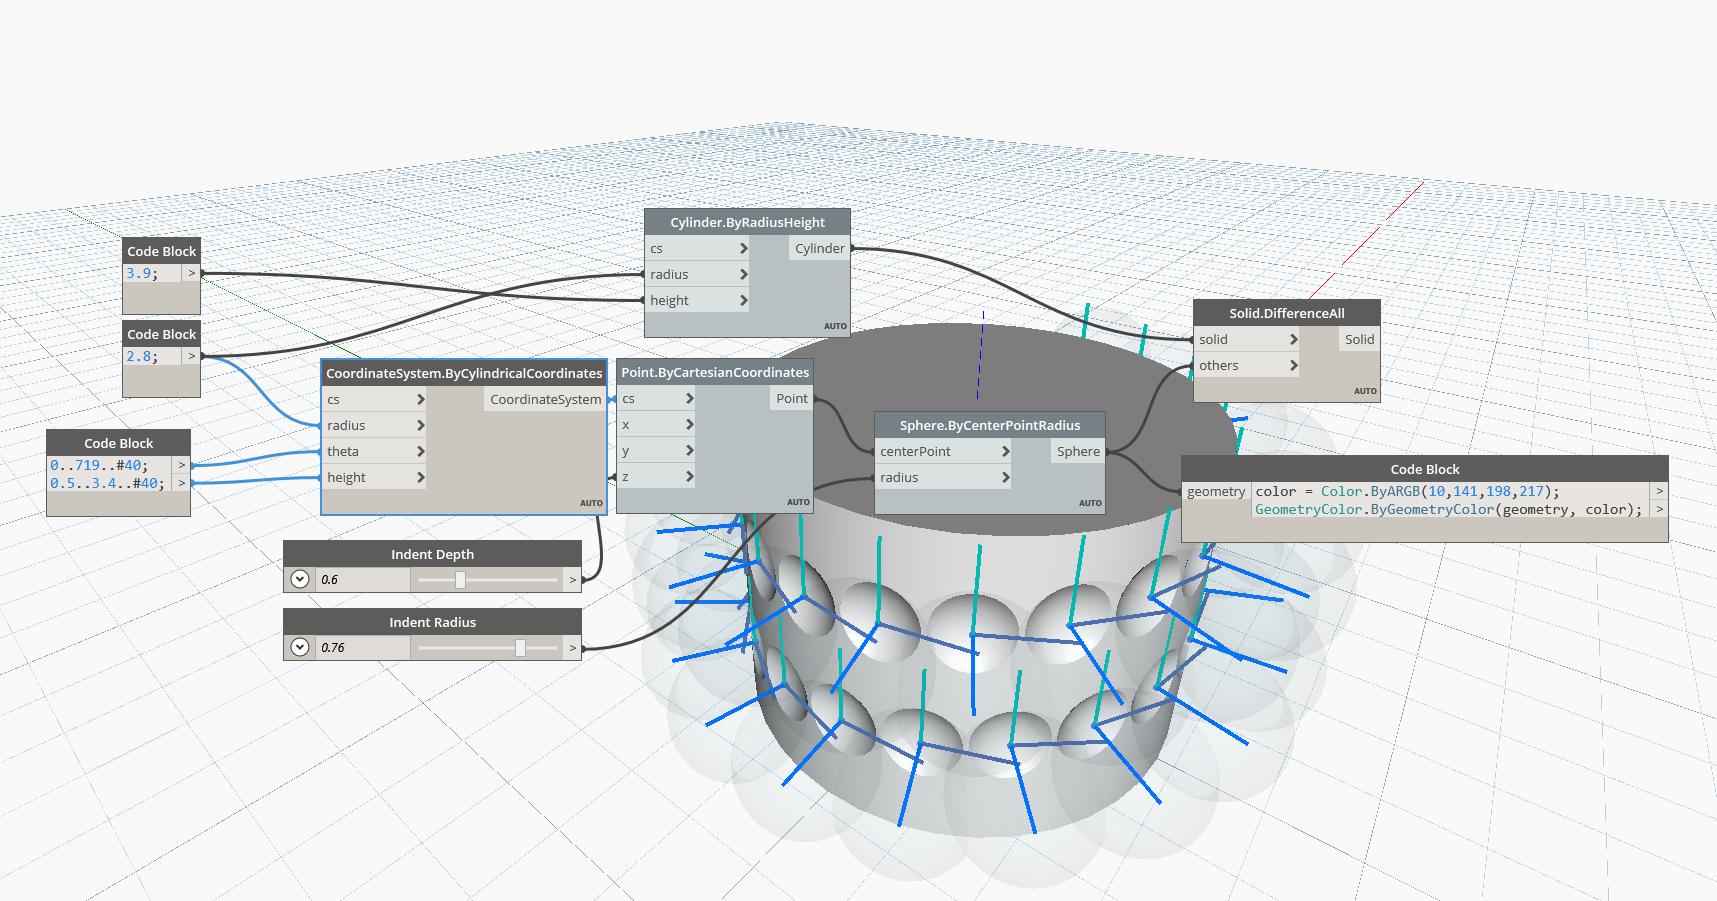 Cylinder.ByRadiusHeight
cs > Cylinder
radius >
height >
AUTO
Code Block
3.9; >
Code Block
2.8; >
Solid.DifferenceAll
solid > Solid
others >
AUTO
CoordinateSystem.ByCylindricalCoordinates
cs > CoordinateSystem
radius >
theta >
height >
AUTO
Point.ByCartesianCoordinates
cs > Point
x >
y >
z >
AUTO
Sphere.ByCenterPointRadius
centerPoint > Sphere
radius >
AUTO
Code Block
0..719..#40; >
0.5..3.4..#40; >
Code Block
geometry color = Color.ByARGB(10,141,198,217); >
GeometryColor.ByGeometryColor(geometry, color); >
Indent Depth
0.6 >
Indent Radius
0.76 >